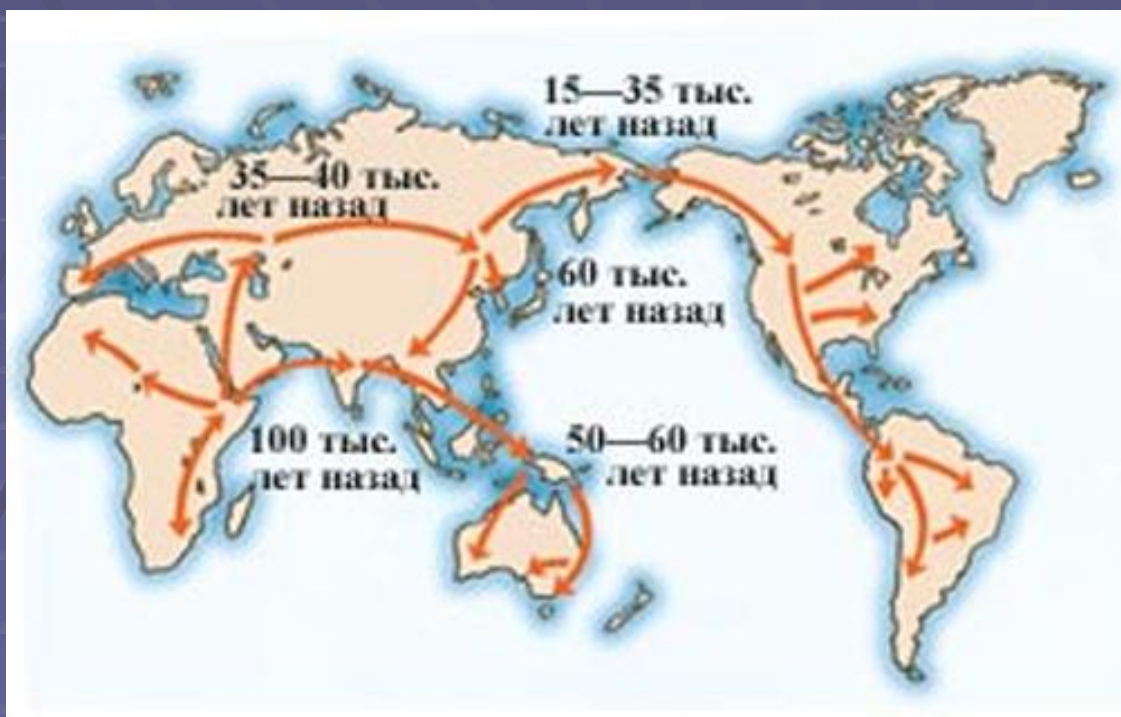 15—35 тыс.
лет назад
35—40 тыс.
лет назад
60 тыс.
лет назад
100 тыс.
лет назад
50—60 тыс.
лет назад